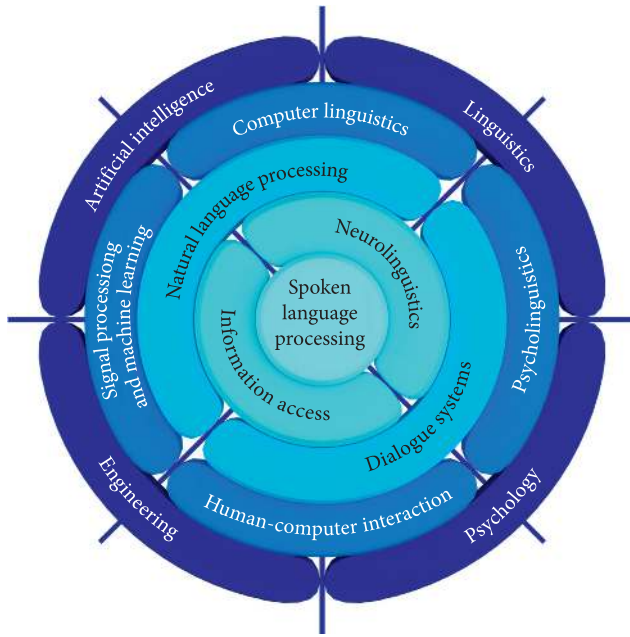 Artificial intelligence
Linguistics
Computer linguistics
Natural language processing
Neurolinguistics
Signal processiong
and machine learning
Psycholinguistics
Spoken
language
processing
Information access
Dialogue systems
Human-computer interaction
Engineering
Psychology